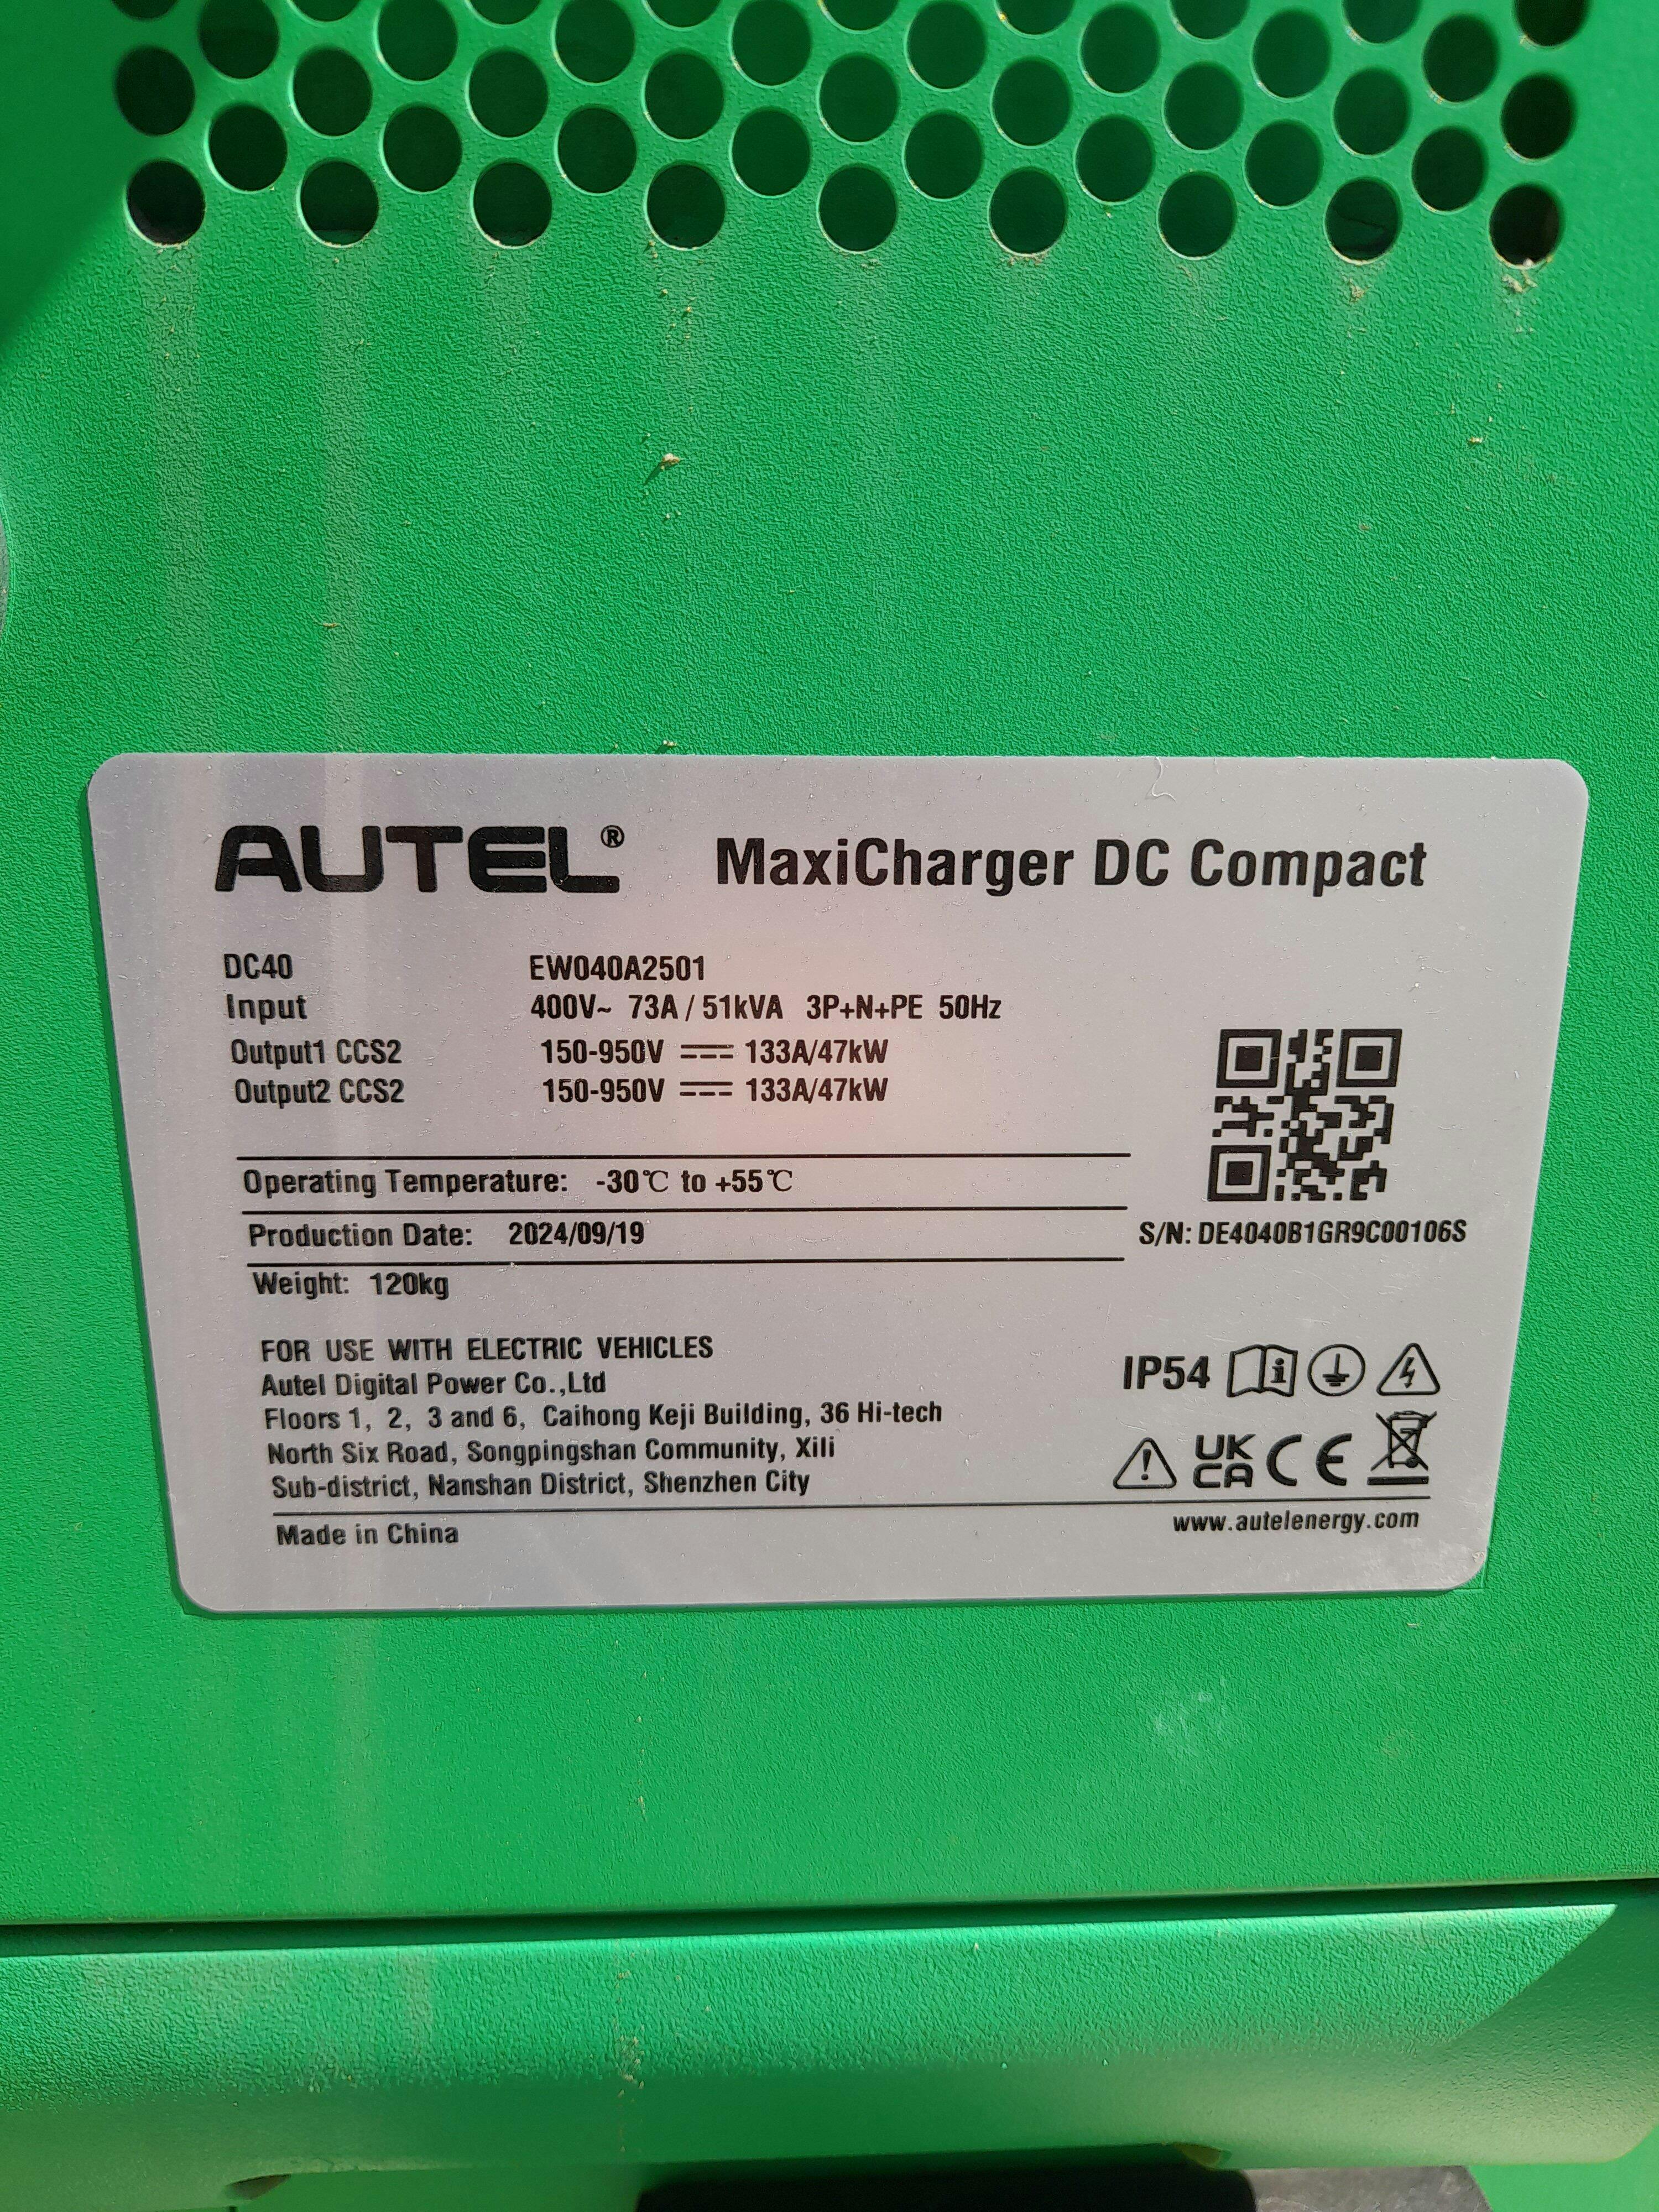 AUTEL® MaxiCharger DC Compact
DC40 EW040A2501
Input 400V~ 73A / 51kVA 3P+N+PE 50Hz
Output1 CCS2 150-950V ⎓ 133A/47kW
Output2 CCS2 150-950V ⎓ 133A/47kW
Operating Temperature: -30℃ to +55℃
Production Date: 2024/09/19
S/N: DE4040B1GR9C00106S
Weight: 120kg
FOR USE WITH ELECTRIC VEHICLES
Autel Digital Power Co.,Ltd
Floors 1, 2, 3 and 6, Caihong Keji Building, 36 Hi-tech
North Six Road, Songpingshan Community, Xili
Sub-district, Nanshan District, Shenzhen City
IP54
UK
CA CE
Made in China
www.autelenergy.com